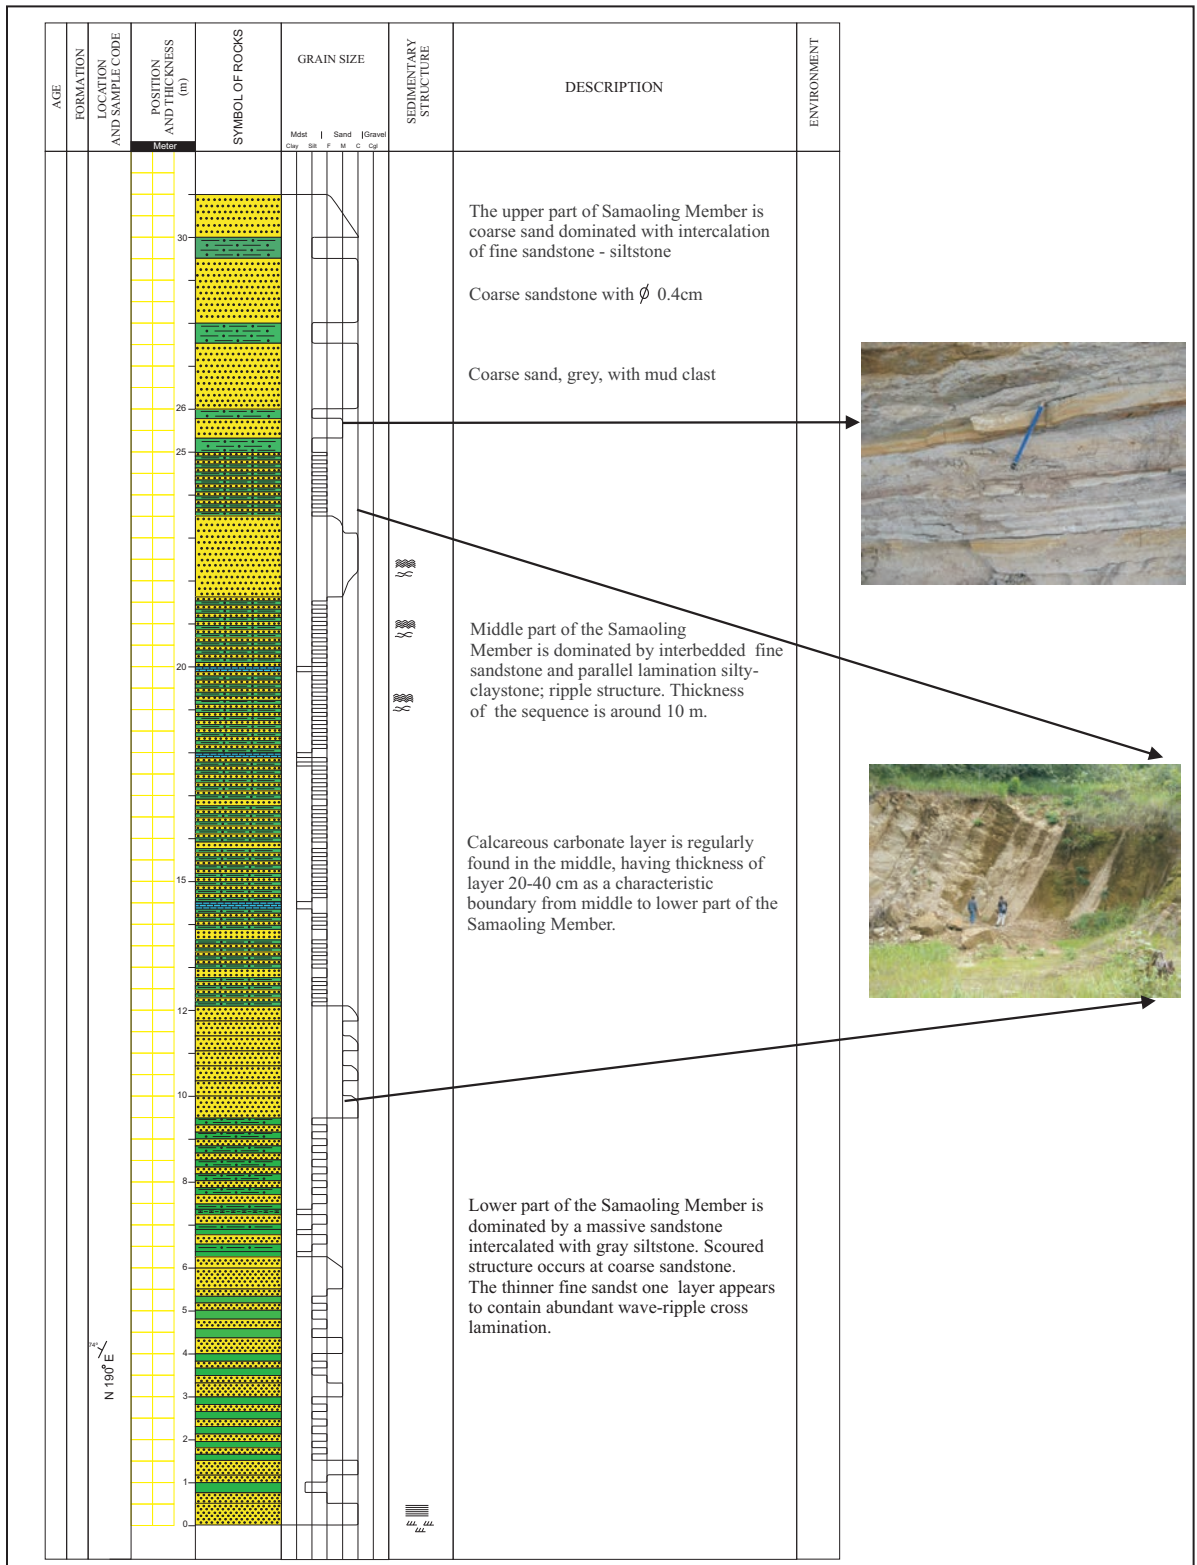 AGE
FORMATION
LOCATION
AND SAMPLE CODE
POSITION
AND THICKNESS
(m)
Meter
SYMBOL OF ROCKS
GRAIN SIZE
Mdst | Sand |Gravel
Clay Silt F M C Cgl
SEDIMENTARY
STRUCTURE
DESCRIPTION
ENVIRONMENT
The upper part of Samaoling Member is
coarse sand dominated with intercalation
of fine sandstone - siltstone
30
Coarse sandstone with ϕ 0.4cm
Coarse sand, grey, with mud clast
26
25
Middle part of the Samaoling
Member is dominated by interbedded fine
sandstone and parallel lamination silty-
claystone; ripple structure. Thickness
of the sequence is around 10 m.
20
Calcareous carbonate layer is regularly
found in the middle, having thickness of
layer 20-40 cm as a characteristic
boundary from middle to lower part of the
Samaoling Member.
15
12
10
8
Lower part of the Samaoling Member is
dominated by a massive sandstone
intercalated with gray siltstone. Scoured
structure occurs at coarse sandstone.
The thinner fine sandst one layer appears
to contain abundant wave-ripple cross
lamination.
6
5
4
74°
N 190° E
3
2
1
0